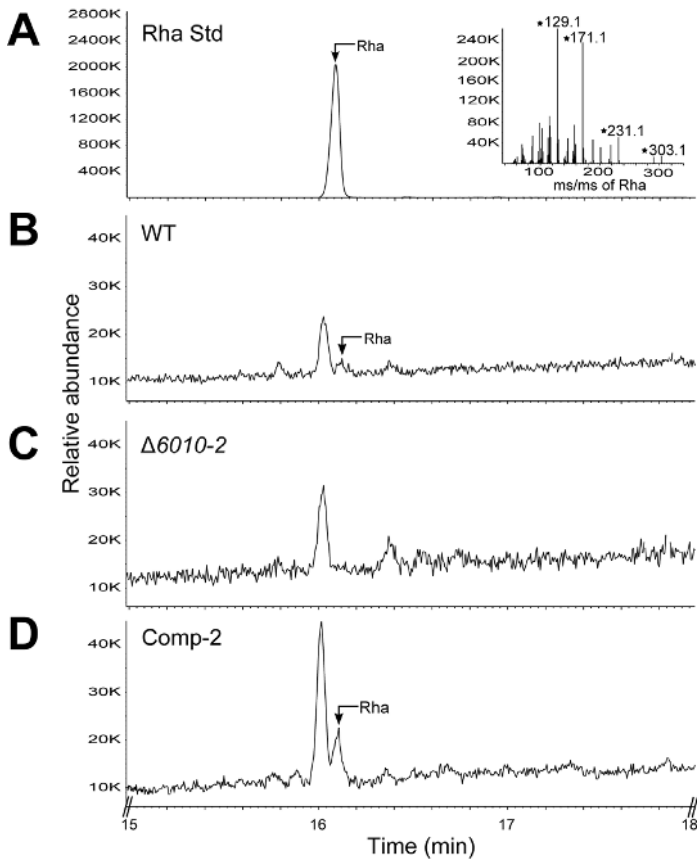 A
Rha Std
2800K
2400K
2000K
1600K
1200K
800K
400K
Rha
240K
200K
160K
120K
80K
40K
★129.1
★171.1
★231.1
★303.1
100 200 300
ms/ms of Rha
B
WT
40K
30K
20K
10K
Rha
Relative abundance
C
Δ6010-2
40K
30K
20K
10K
D
Comp-2
40K
30K
20K
10K
Rha
15 16 17 18
Time (min)